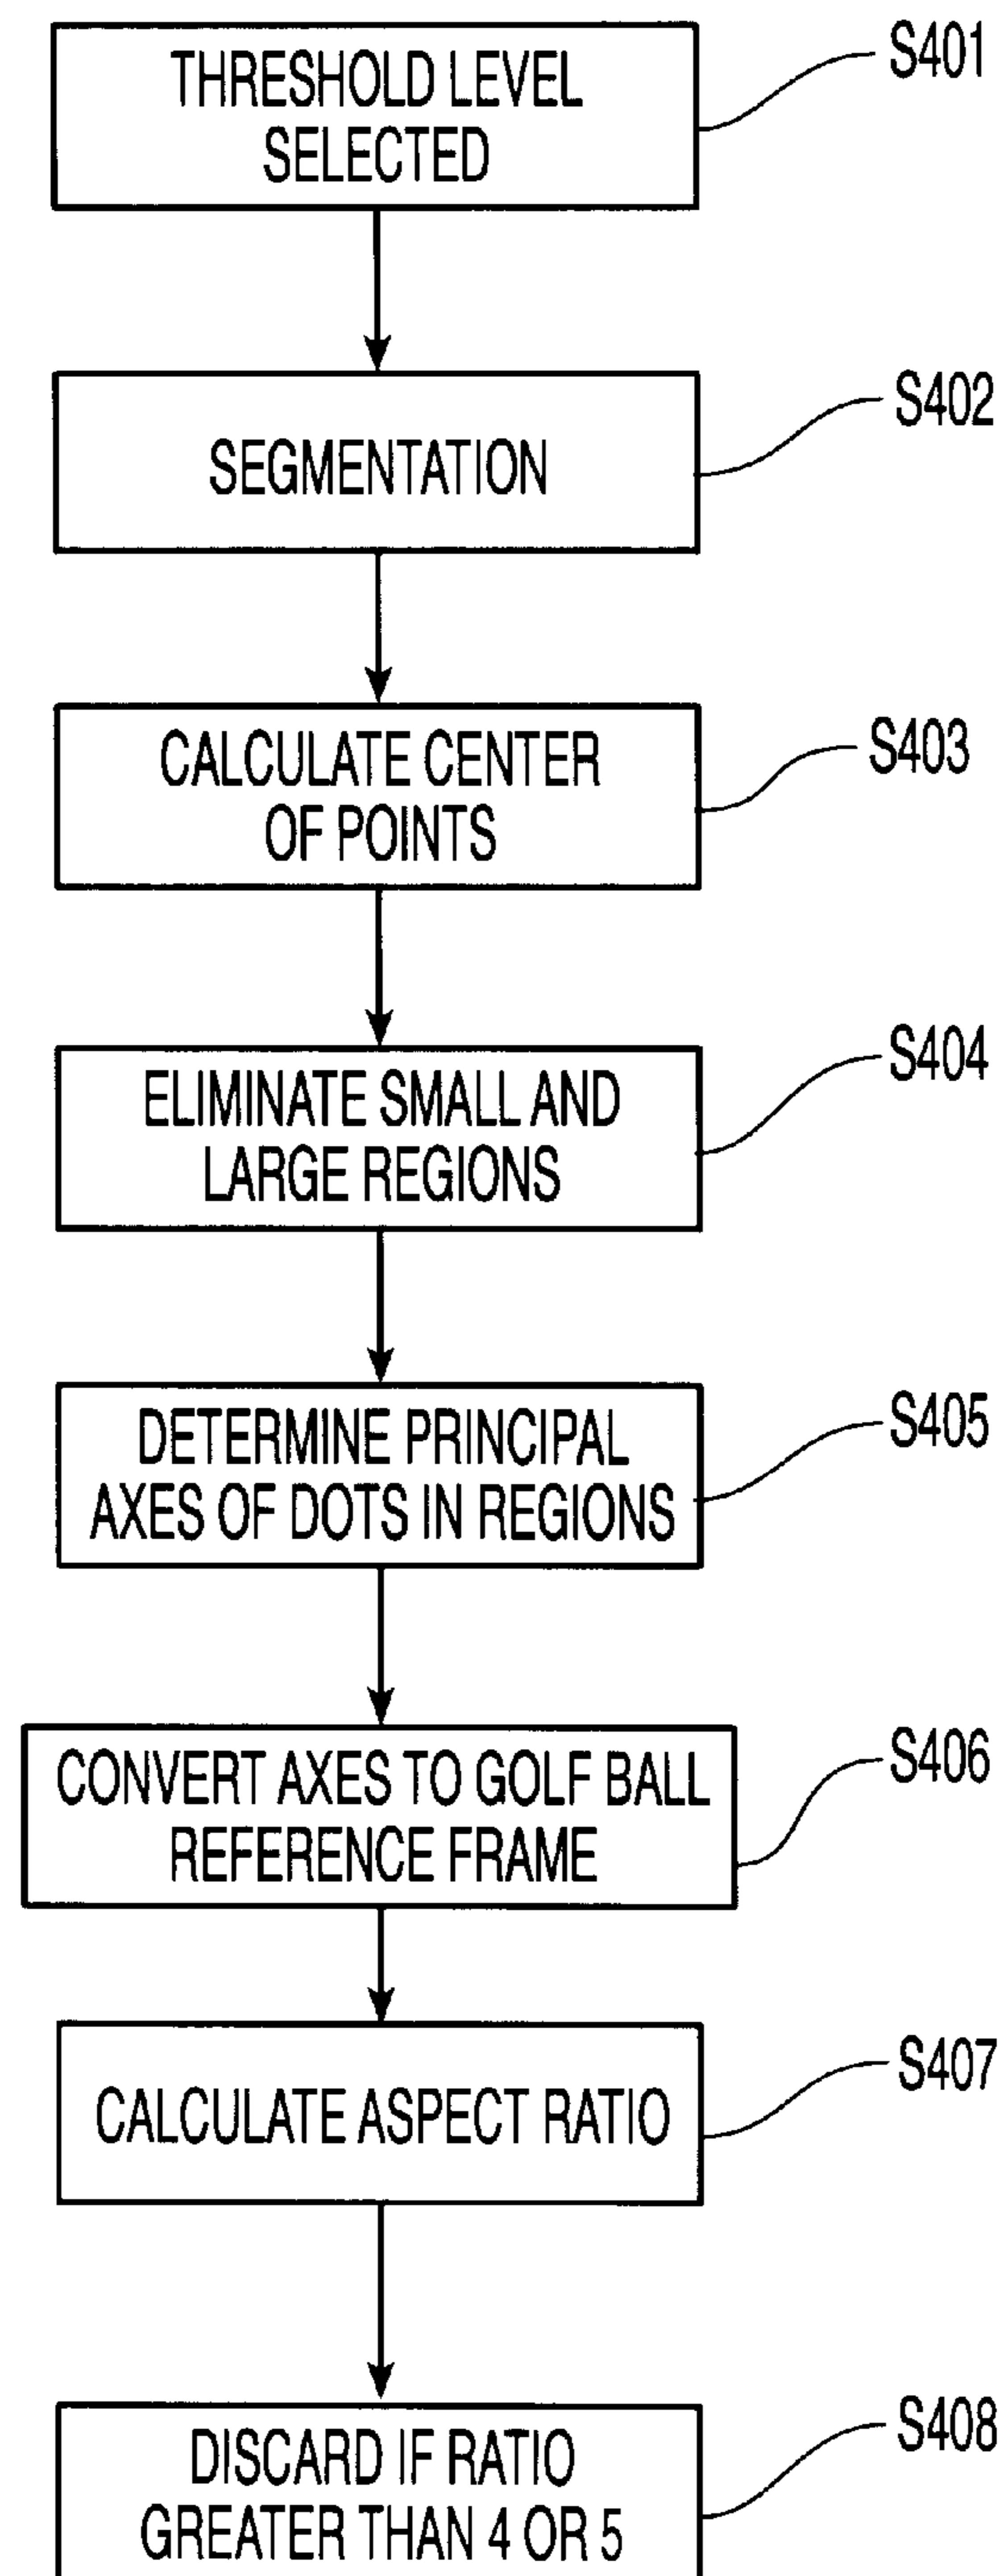 THRESHOLD LEVEL
SELECTED
S401
SEGMENTATION
S402
CALCULATE CENTER
OF POINTS
S403
ELIMINATE SMALL AND
LARGE REGIONS
S404
DETERMINE PRINCIPAL
AXES OF DOTS IN REGIONS
S405
CONVERT AXES TO GOLF BALL
REFERENCE FRAME
S406
CALCULATE ASPECT RATIO
S407
DISCARD IF RATIO
GREATER THAN 4 OR 5
S408